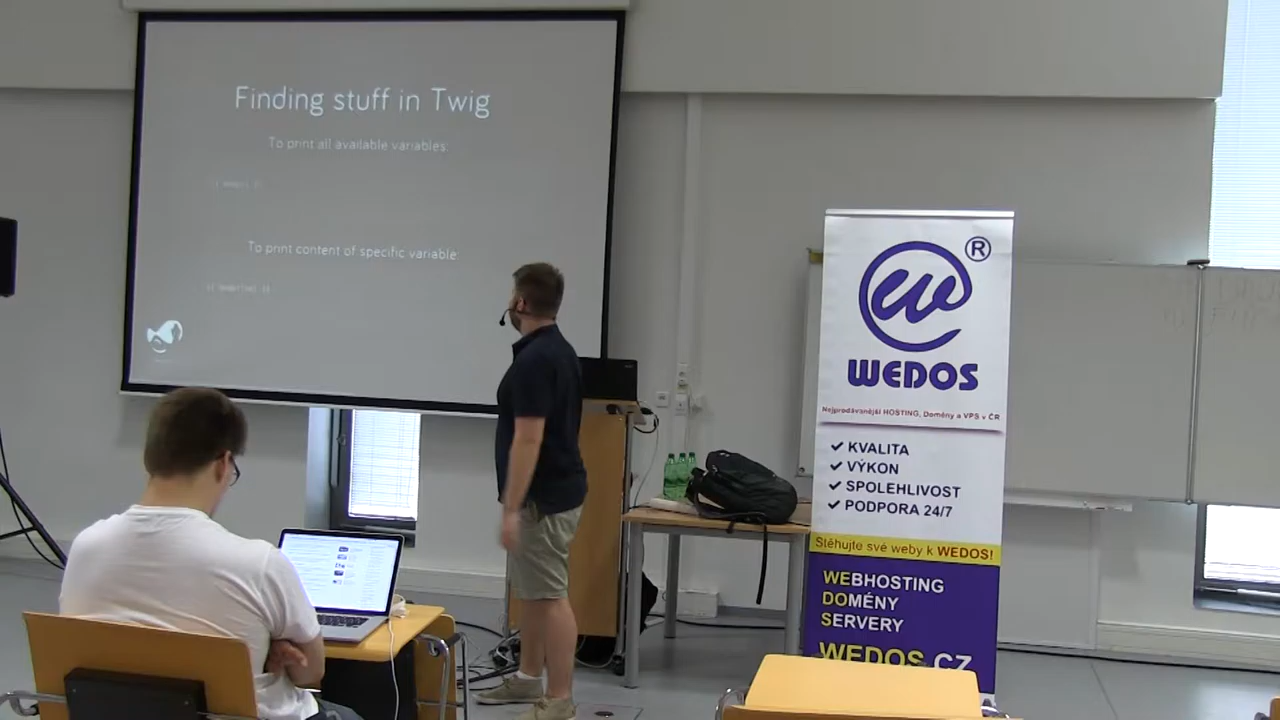 Finding stuff in Twig
To print all available variables:
To print content of specific variable:
®
WEDOS
Nejprodávanější HOSTING, Domény a VPS v ČR
KVALITA
VÝKON
SPOLEHLIVOST
PODPORA 24/7
Stěhujte své weby k WEDOS!
WEBHOSTING
DOMÉNY
SERVERY
WEDOS.CZ